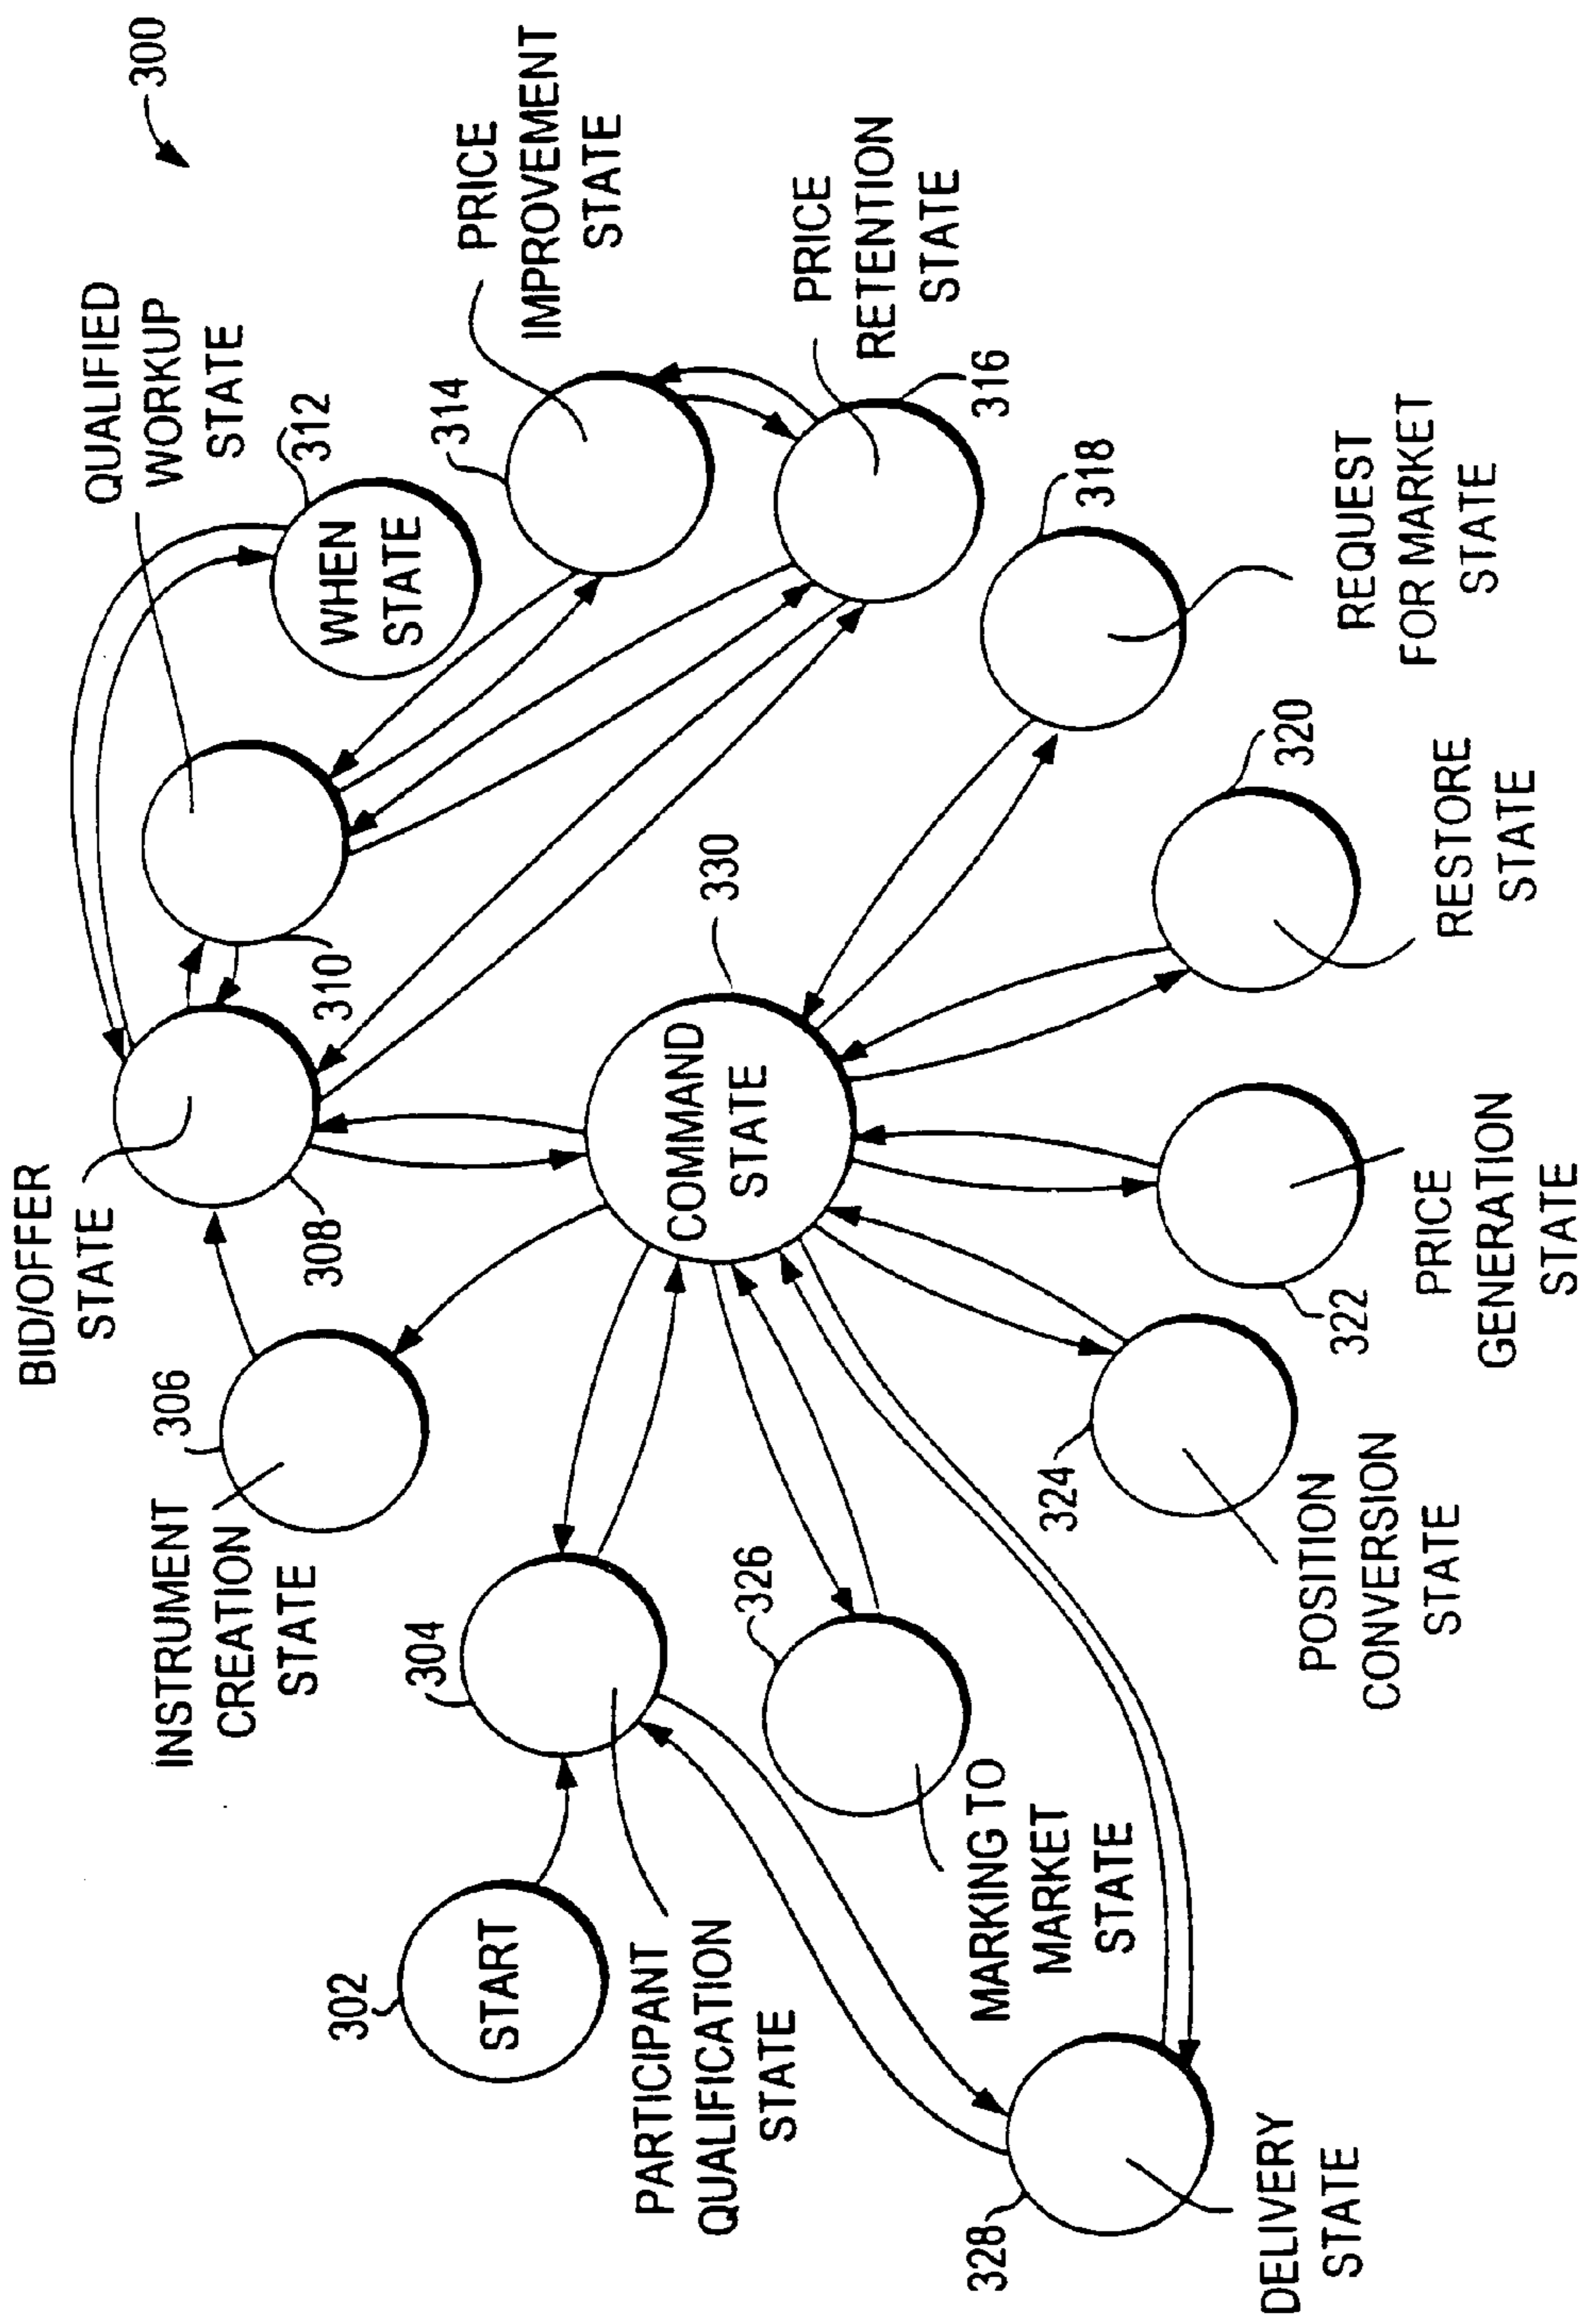 300
BID/OFFER
STATE
308
QUALIFIED
WORKUP
STATE
310
312
WHEN
STATE
PRICE
IMPROVEMENT
STATE
314
PRICE
RETENTION
STATE
316
318
REQUEST
FOR MARKET
STATE
320
RESTORE
STATE
330
COMMAND
STATE
INSTRUMENT
CREATION
STATE
306
304
302
START
PARTICIPANT
QUALIFICATION
STATE
326
MARKING TO
MARKET
STATE
324
POSITION
CONVERSION
STATE
322
PRICE
GENERATION
STATE
328
DELIVERY
STATE